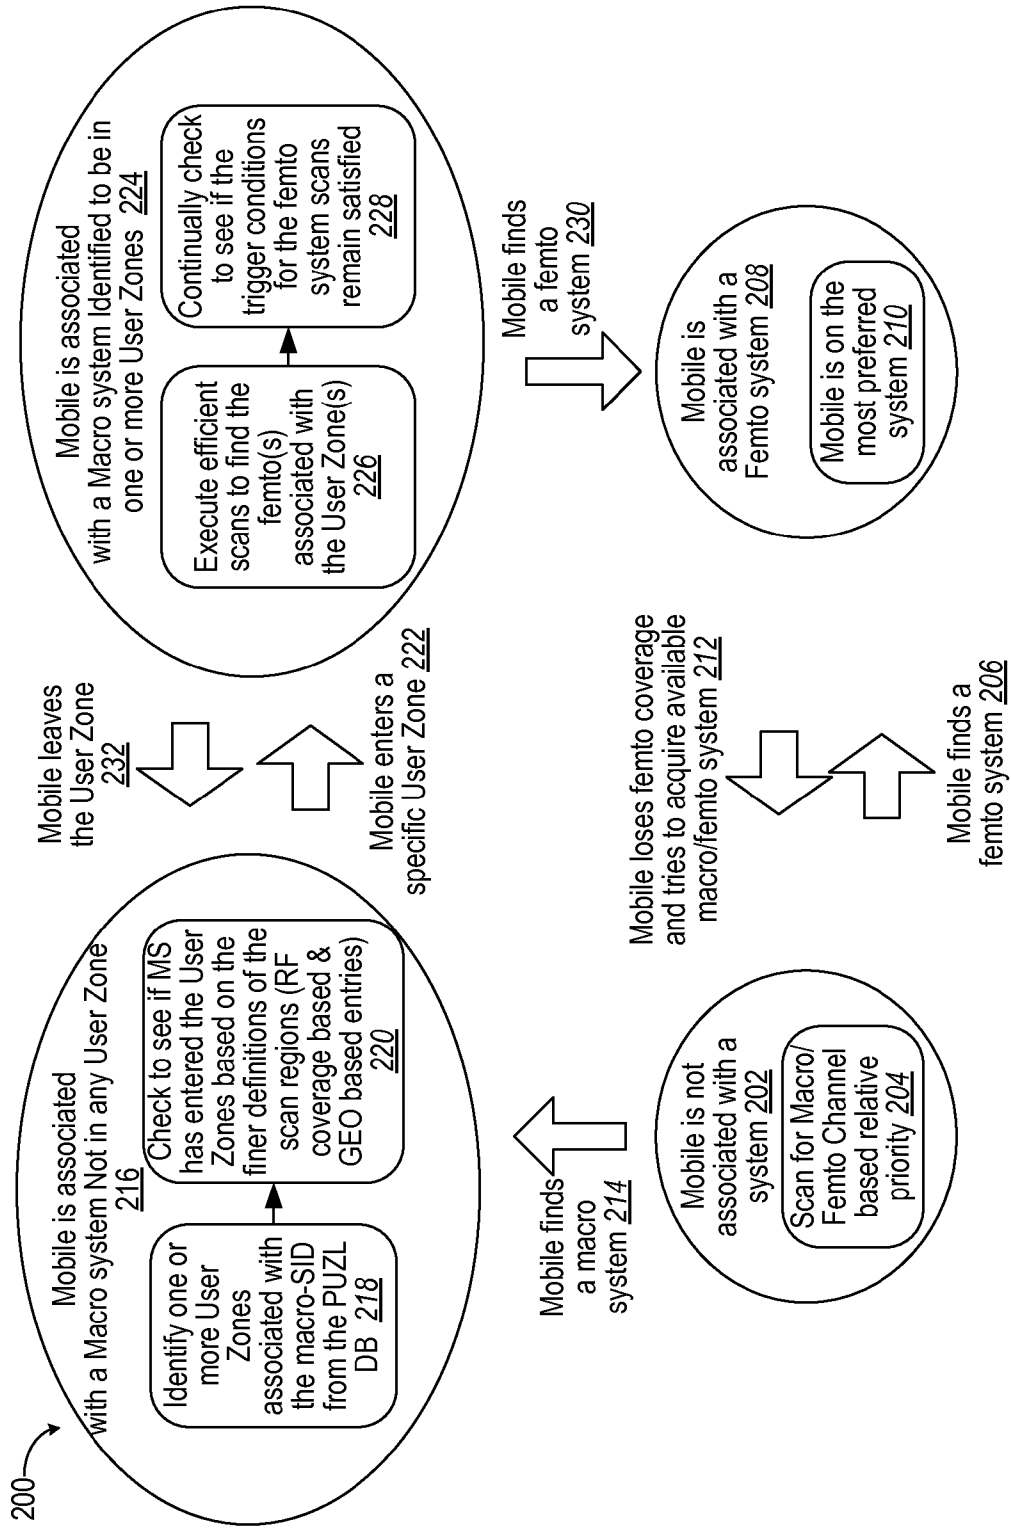 200
Mobile is associated
with a Macro system Not in any User Zone
216
Identify one or
more User
Zones
associated with
the macro-SID
from the PUZL
DB 218
Check to see if MS
has entered the User
Zones based on the
finer definitions of the
scan regions (RF
coverage based &
GEO based entries)
220
Mobile leaves
the User Zone
232
Mobile enters a
specific User Zone 222
Mobile is associated
with a Macro system Identified to be in
one or more User Zones 224
Execute efficient
scans to find the
femto(s)
associated with
the User Zone(s)
226
Continually check
to see if the
trigger conditions
for the femto
system scans
remain satisfied
228
Mobile finds
a macro
system 214
Mobile finds
a femto
system 230
Mobile is not
associated with a
system 202
Scan for Macro/
Femto Channel
based relative
priority 204
Mobile loses femto coverage
and tries to acquire available
macro/femto system 212
Mobile finds a
femto system 206
Mobile is
associated with a
Femto system 208
Mobile is on the
most preferred
system 210